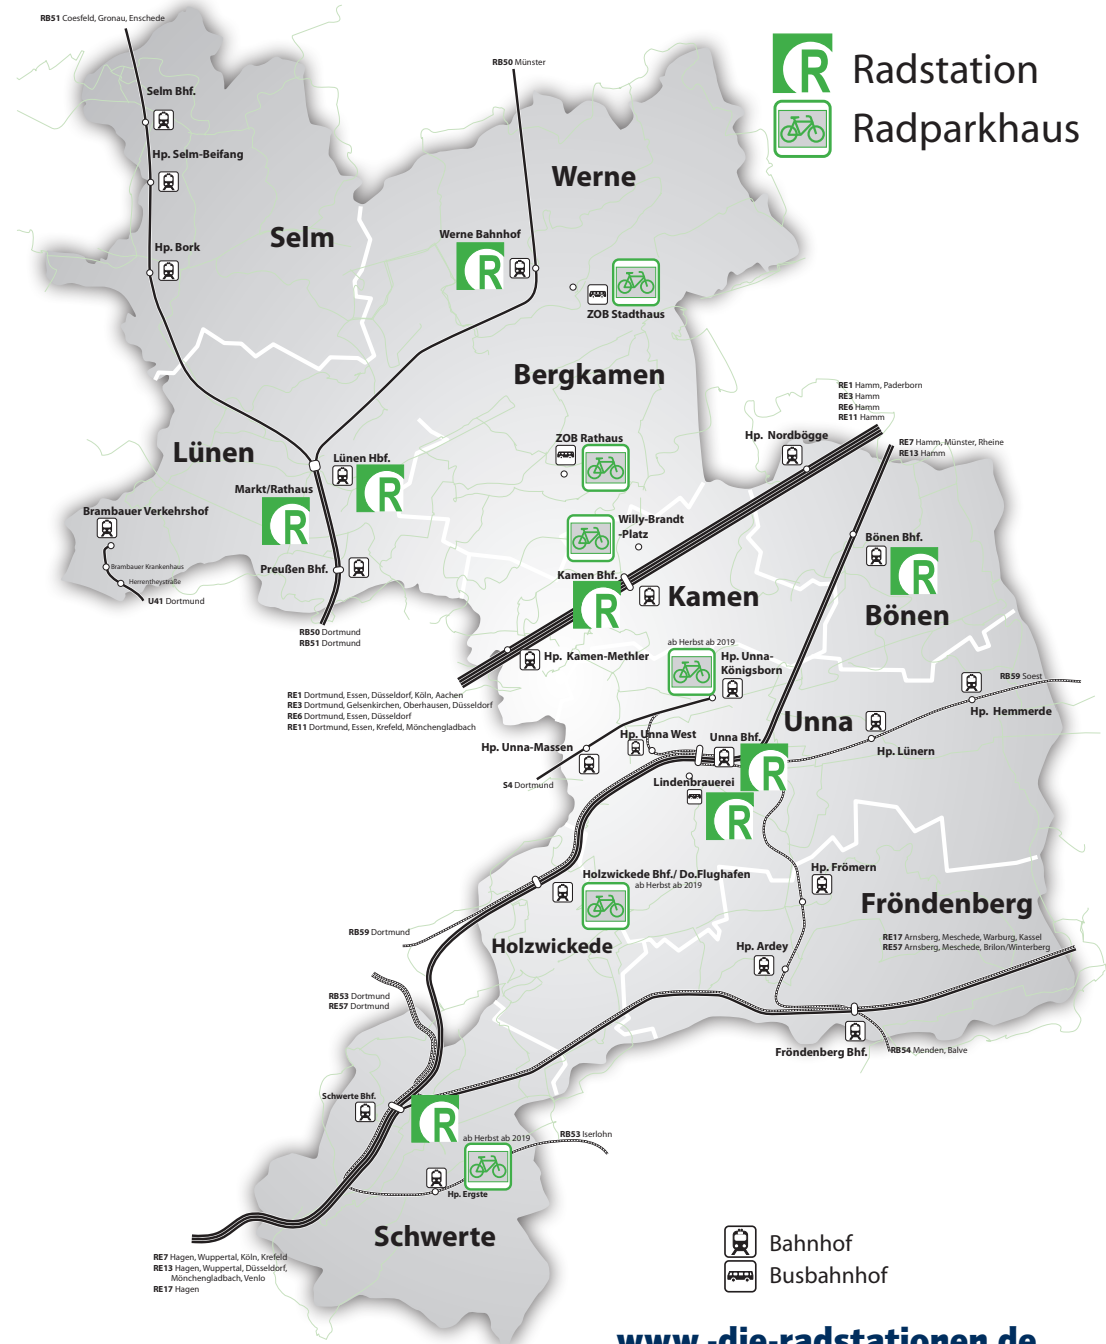 RB51 Coesfeld, Gronau, Enschede
Radstation
Radparkhaus
RB50 Münster
Selm Bhf.
Hp. Selm-Beifang
Werne
Selm
Werne Bahnhof
Hp. Bork
ZOB Stadthaus
Bergkamen
RE1 Hamm, Paderborn
RE3 Hamm
RE6 Hamm
RE11 Hamm
Hp. Nordbögge
RE7 Hamm, Münster, Rheine
RE13 Hamm
ZOB Rathaus
Lünen
Lünen Hbf.
Markt/Rathaus
Brambauer Verkehrshof
Willy-Brandt
-Platz
Bönen Bhf.
Brambauer Krankenhaus
Herrentheystraße
Preußen Bhf.
U41 Dortmund
Kamen Bhf.
Kamen
Bönen
RB50 Dortmund
RB51 Dortmund
ab Herbst ab 2019
Hp. Kamen-Methler
Hp. Unna-
Königsborn
RB59 Soest
RE1 Dortmund, Essen, Düsseldorf, Köln, Aachen
RE3 Dortmund, Gelsenkirchen, Oberhausen, Düsseldorf
RE6 Dortmund, Essen, Düsseldorf
RE11 Dortmund, Essen, Krefeld, Mönchengladbach
Hp. Hemmerde
Unna
Hp. Unna West
Unna Bhf.
Hp. Unna-Massen
Hp. Lünern
S4 Dortmund
Lindenbrauerei
Hp. Frömern
Holzwickede Bhf./ Do.Flughafen
ab Herbst ab 2019
Fröndenberg
RB59 Dortmund
Holzwickede
Hp. Ardey
RE17 Arnsberg, Meschede, Warburg, Kassel
RE57 Arnsberg, Meschede, Brilon/Winterberg
RB53 Dortmund
RE57 Dortmund
Fröndenberg Bhf.
RB54 Menden, Balve
Schwerte Bhf.
ab Herbst ab 2019
RB53 Iserlohn
Hp. Ergste
Schwerte
RE7 Hagen, Wuppertal, Köln, Krefeld
RE13 Hagen, Wuppertal, Düsseldorf,
Mönchengladbach, Venlo
RE17 Hagen
Bahnhof
Busbahnhof
www.-die-radstationen.de